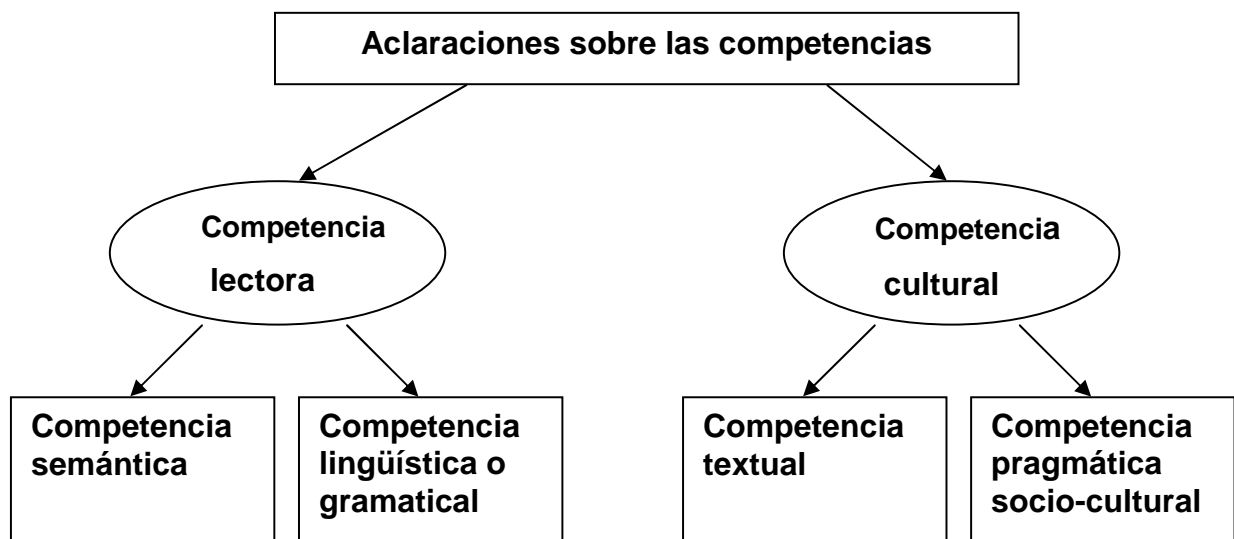 Aclaraciones sobre las competencias
Competencia
lectora
Competencia
cultural
Competencia
semántica
Competencia
lingüística o
gramatical
Competencia
textual
Competencia
pragmática
socio-cultural